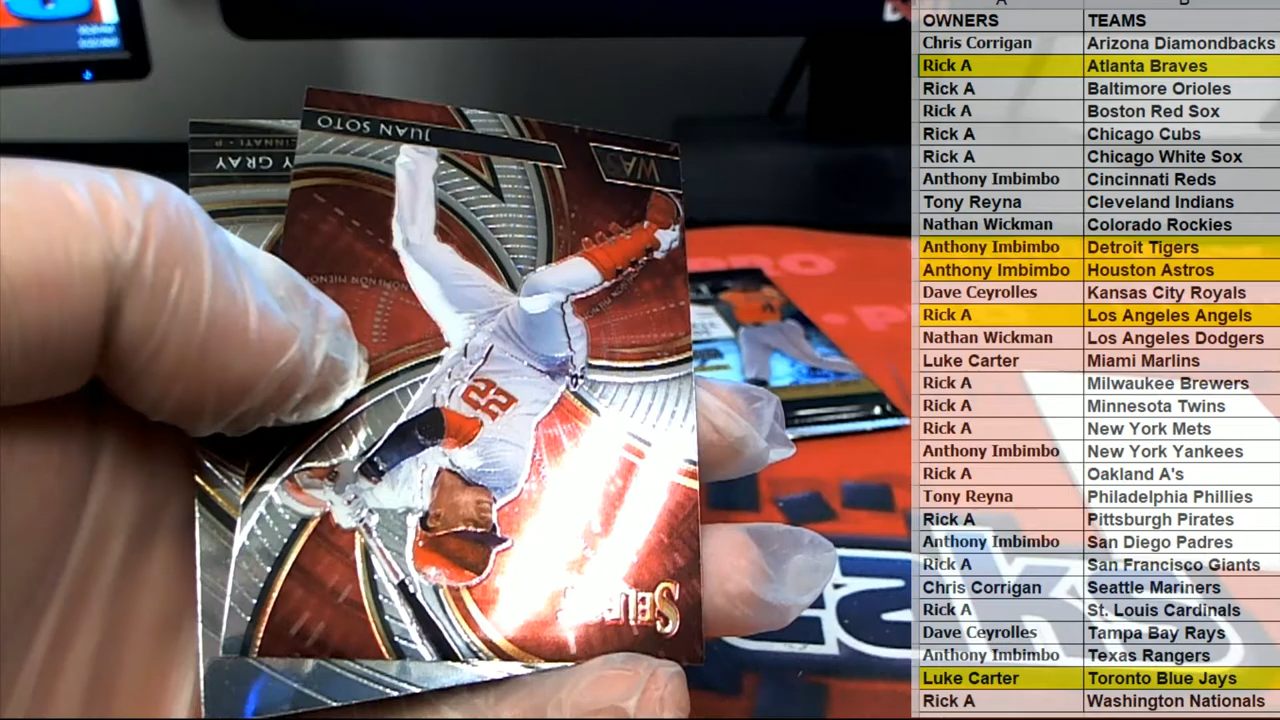 OWNERS TEAMS
Chris Corrigan Arizona Diamondbacks
Rick A Atlanta Braves
Rick A Baltimore Orioles
Rick A Boston Red Sox
Rick A Chicago Cubs
Rick A Chicago White Sox
Anthony Imbimbo Cincinnati Reds
Tony Reyna Cleveland Indians
Nathan Wickman Colorado Rockies
Anthony Imbimbo Detroit Tigers
Anthony Imbimbo Houston Astros
Dave Ceyrolles Kansas City Royals
Rick A Los Angeles Angels
Nathan Wickman Los Angeles Dodgers
Luke Carter Miami Marlins
Rick A Milwaukee Brewers
Rick A Minnesota Twins
Rick A New York Mets
Anthony Imbimbo New York Yankees
Rick A Oakland A's
Tony Reyna Philadelphia Phillies
Rick A Pittsburgh Pirates
Anthony Imbimbo San Diego Padres
Rick A San Francisco Giants
Chris Corrigan Seattle Mariners
Rick A St. Louis Cardinals
Dave Ceyrolles Tampa Bay Rays
Anthony Imbimbo Texas Rangers
Luke Carter Toronto Blue Jays
Rick A Washington Nationals
JUAN SOTO
WAS
Y GRAY
CINNATI - P
22
SELECT